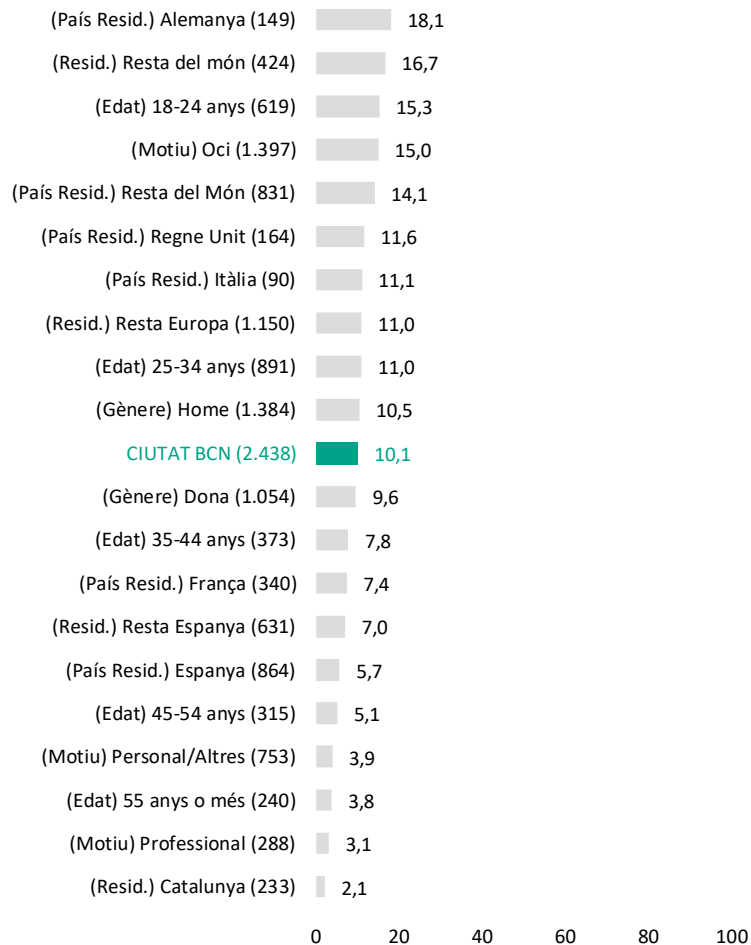 (País Resid.) Alemanya (149) 18,1
(Resid.) Resta del món (424) 16,7
(Edat) 18-24 anys (619) 15,3
(Motiu) Oci (1.397) 15,0
(País Resid.) Resta del Món (831) 14,1
(País Resid.) Regne Unit (164) 11,6
(País Resid.) Itàlia (90) 11,1
(Resid.) Resta Europa (1.150) 11,0
(Edat) 25-34 anys (891) 11,0
(Gènere) Home (1.384) 10,5
CIUTAT BCN (2.438) 10,1
(Gènere) Dona (1.054) 9,6
(Edat) 35-44 anys (373) 7,8
(País Resid.) França (340) 7,4
(Resid.) Resta Espanya (631) 7,0
(País Resid.) Espanya (864) 5,7
(Edat) 45-54 anys (315) 5,1
(Motiu) Personal/Altres (753) 3,9
(Edat) 55 anys o més (240) 3,8
(Motiu) Professional (288) 3,1
(Resid.) Catalunya (233) 2,1
0 20 40 60 80 100